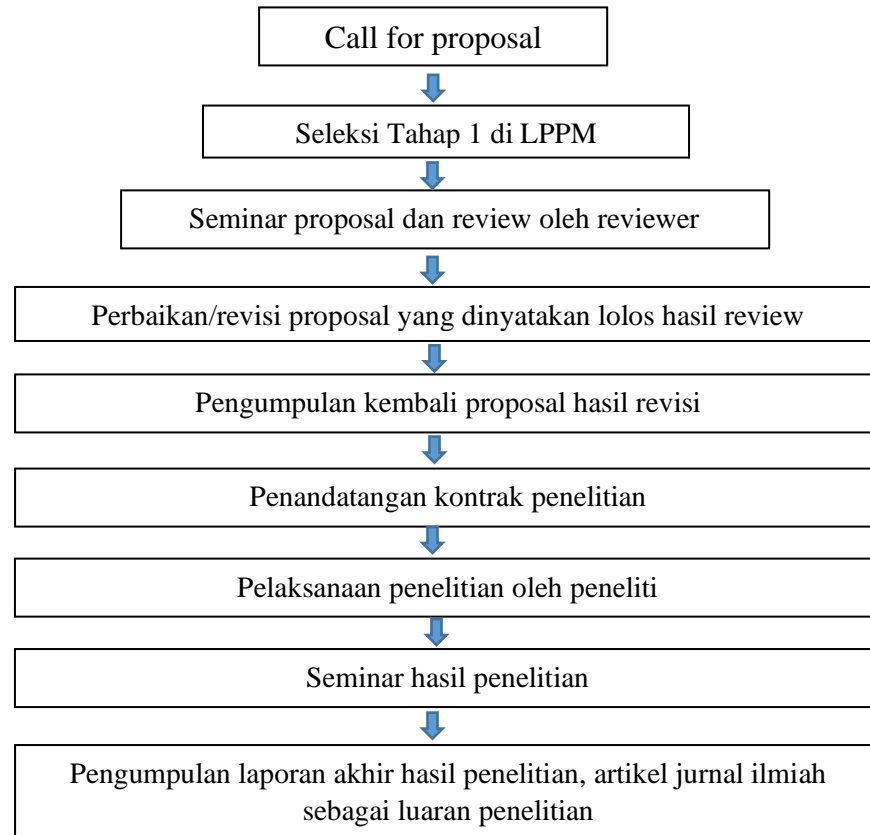 Call for proposal
Seleksi Tahap 1 di LPPM
Seminar proposal dan review oleh reviewer
Perbaikan/revisi proposal yang dinyatakan lolos hasil review
Pengumpulan kembali proposal hasil revisi
Penandatangan kontrak penelitian
Pelaksanaan penelitian oleh peneliti
Seminar hasil penelitian
Pengumpulan laporan akhir hasil penelitian, artikel jurnal ilmiah
sebagai luaran penelitian